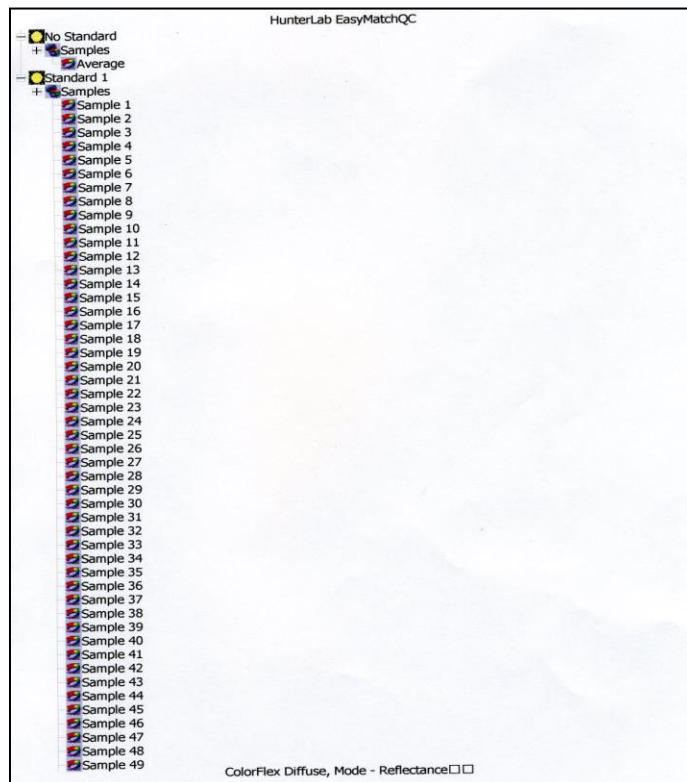 HunterLab EasyMatchQC
No Standard
Samples
Average
Standard 1
Samples
Sample 1
Sample 2
Sample 3
Sample 4
Sample 5
Sample 6
Sample 7
Sample 8
Sample 9
Sample 10
Sample 11
Sample 12
Sample 13
Sample 14
Sample 15
Sample 16
Sample 17
Sample 18
Sample 19
Sample 20
Sample 21
Sample 22
Sample 23
Sample 24
Sample 25
Sample 26
Sample 27
Sample 28
Sample 29
Sample 30
Sample 31
Sample 32
Sample 33
Sample 34
Sample 35
Sample 36
Sample 37
Sample 38
Sample 39
Sample 40
Sample 41
Sample 42
Sample 43
Sample 44
Sample 45
Sample 46
Sample 47
Sample 48
Sample 49
ColorFlex Diffuse, Mode - Reflectance□□